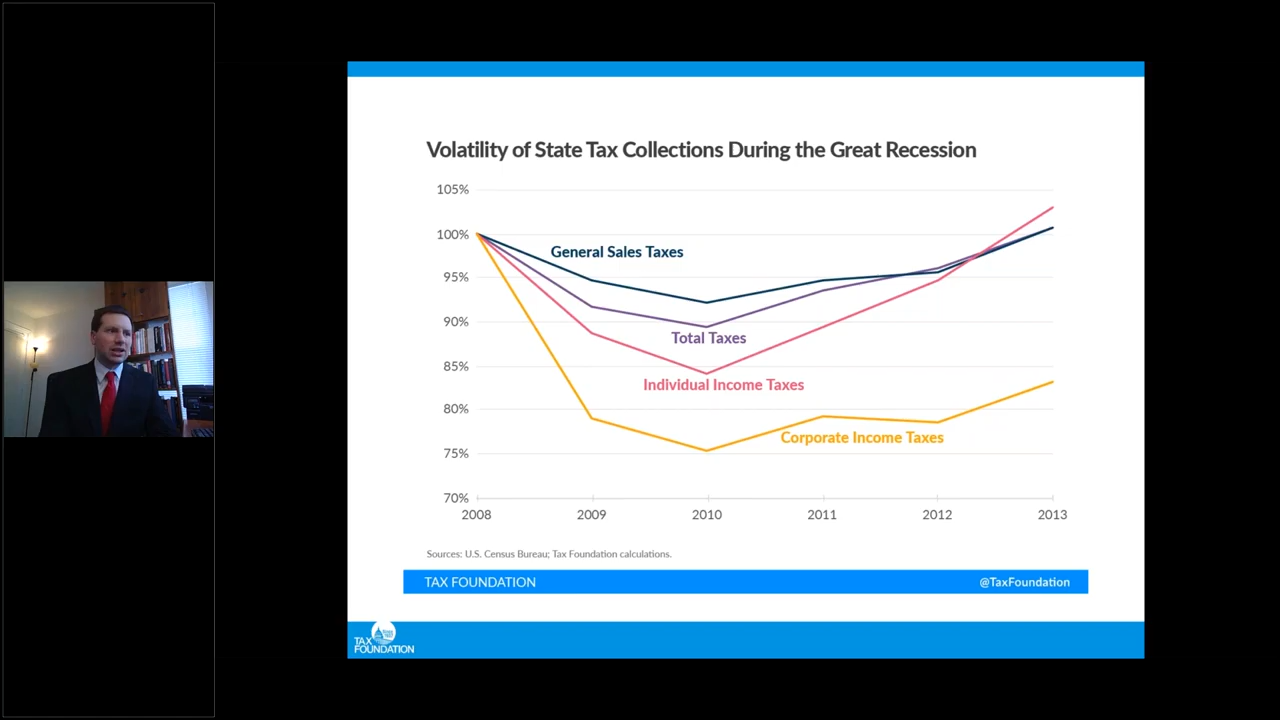 Volatility of State Tax Collections During the Great Recession
105%
100%
95%
90%
85%
80%
75%
70%
General Sales Taxes
Total Taxes
Individual Income Taxes
Corporate Income Taxes
2008 2009 2010 2011 2012 2013
Sources: U.S. Census Bureau; Tax Foundation calculations.
TAX FOUNDATION @TaxFoundation
TAX
FOUNDATION